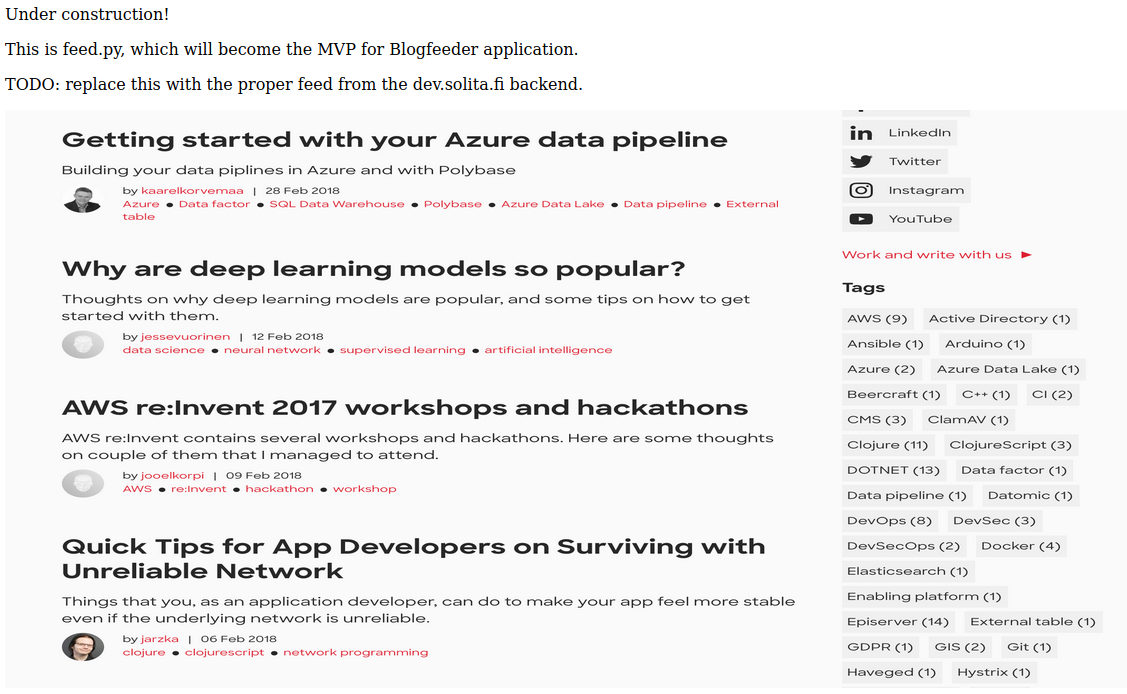 Under construction!
This is feed.py, which will become the MVP for Blogfeeder application.
TODO: replace this with the proper feed from the dev.solita.fi backend.
Getting started with your Azure data pipeline
Building your data piplines in Azure and with Polybase
by kaarelkorvemaa | 28 Feb 2018
Azure ● Data factor ● SQL Data Warehouse ● Polybase ● Azure Data Lake ● Data pipeline ● External
table
Why are deep learning models so popular?
Thoughts on why deep learning models are popular, and some tips on how to get
started with them.
by jessevuorinen | 12 Feb 2018
data science ● neural network ● supervised learning ● artificial intelligence
AWS re:Invent 2017 workshops and hackathons
AWS re:Invent contains several workshops and hackathons. Here are some thoughts
on couple of them that I managed to attend.
by jooelkorpi | 09 Feb 2018
AWS ● re:Invent ● hackathon ● workshop
Quick Tips for App Developers on Surviving with
Unreliable Network
Things that you, as an application developer, can do to make your app feel more stable
even if the underlying network is unreliable.
by jarzka | 06 Feb 2018
clojure ● clojurescript ● network programming
LinkedIn
Twitter
Instagram
YouTube
Work and write with us ►
Tags
AWS (9) Active Directory (1)
Ansible (1) Arduino (1)
Azure (2) Azure Data Lake (1)
Beercraft (1) C++ (1) CI (2)
CMS (3) ClamAV (1)
Clojure (11) ClojureScript (3)
DOTNET (13) Data factor (1)
Data pipeline (1) Datomic (1)
DevOps (8) DevSec (3)
DevSecOps (2) Docker (4)
Elasticsearch (1)
Enabling platform (1)
Episerver (14) External table (1)
GDPR (1) GIS (2) Git (1)
Haveged (1) Hystrix (1)